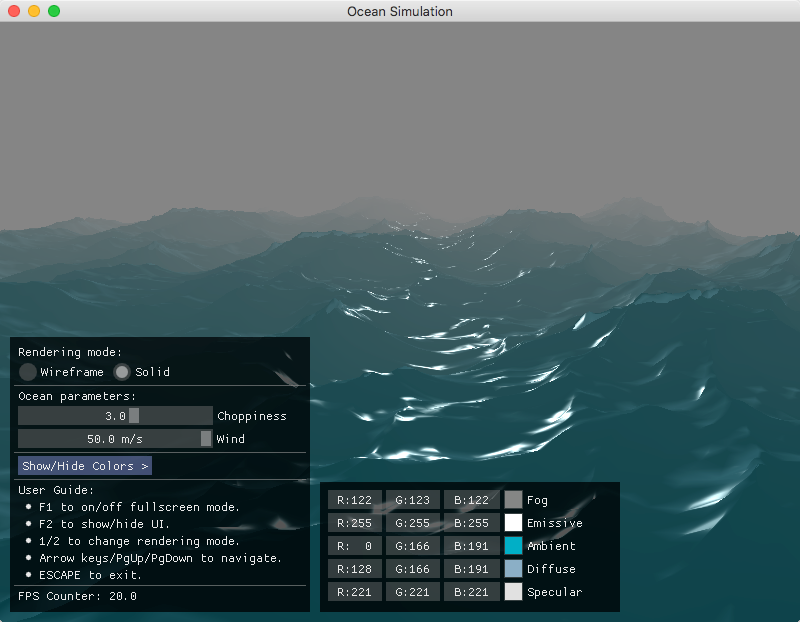 Ocean Simulation
Rendering mode:
Wireframe Solid
Ocean parameters:
3.0 Choppiness
50.0 m/s Wind
Show/Hide Colors >
User Guide:
F1 to on/off fullscreen mode.
F2 to show/hide UI.
1/2 to change rendering mode.
Arrow keys/PgUp/PgDown to navigate.
ESCAPE to exit.
FPS Counter: 20.0
R:122 G:123 B:122 Fog
R:255 G:255 B:255 Emissive
R: 0 G:166 B:191 Ambient
R:128 G:166 B:191 Diffuse
R:221 G:221 B:221 Specular